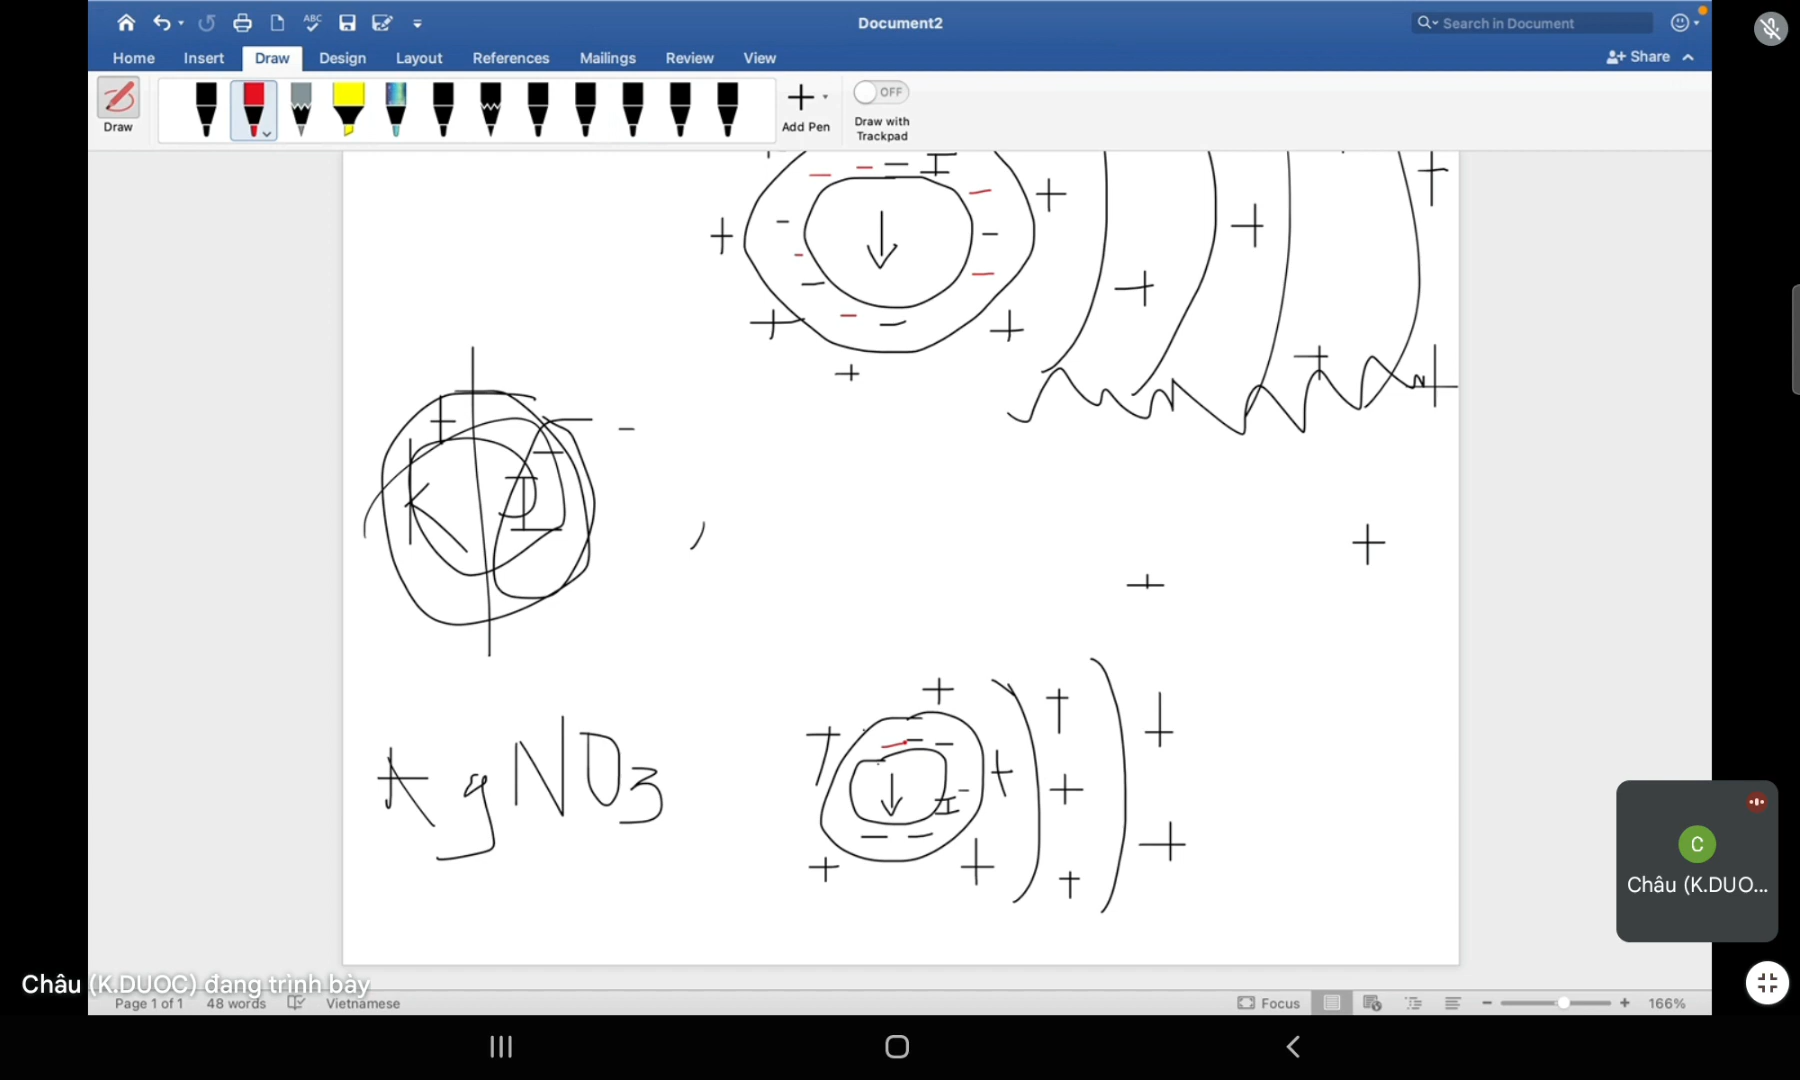 ABC
Document2
Search in Document
Home Insert Draw Design Layout References Mailings Review View
Share
Draw
Add Pen
OFF
Draw with
Trackpad
I
K I
AgNO3
I
C
Châu (K.DUO...
Châu (K.DUOC) đang trình bày
Page 1 of 1 48 words Vietnamese
Focus
166%